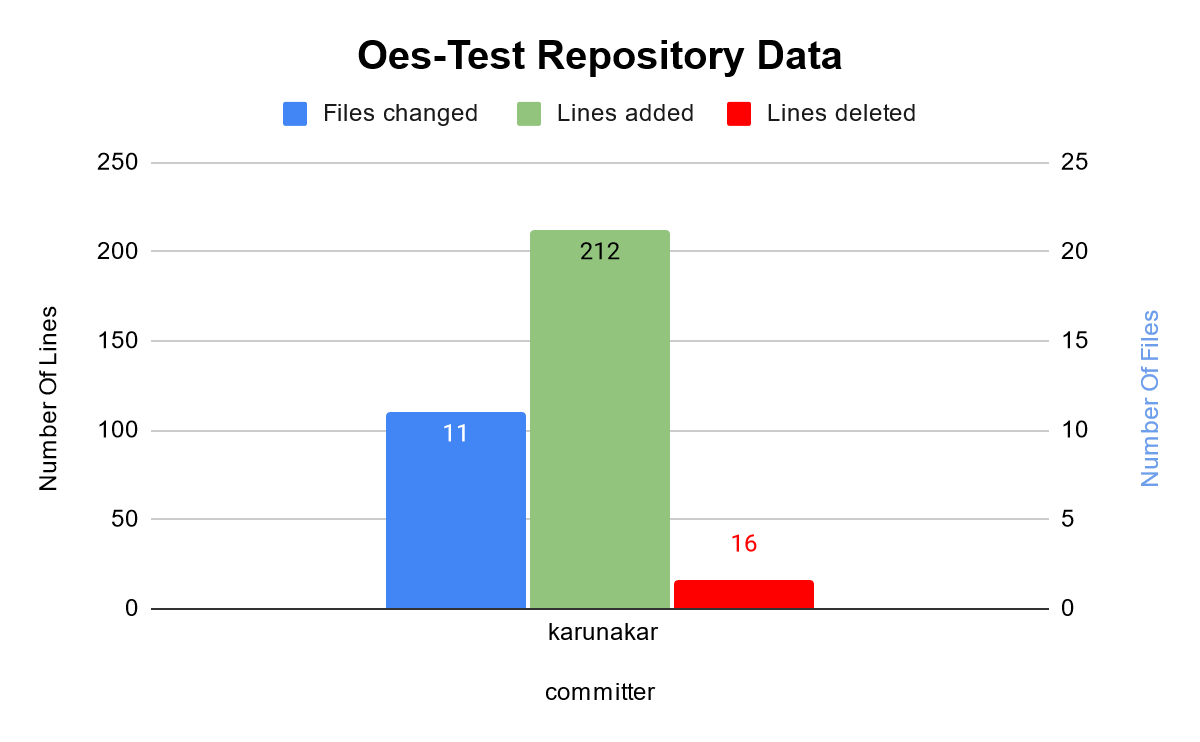 Oes-Test Repository Data
Files changed
Lines added
Lines deleted
250
200
150
100
50
0
Number Of Lines
25
20
15
10
5
0
Number Of Files
11
212
16
karunakar
committer